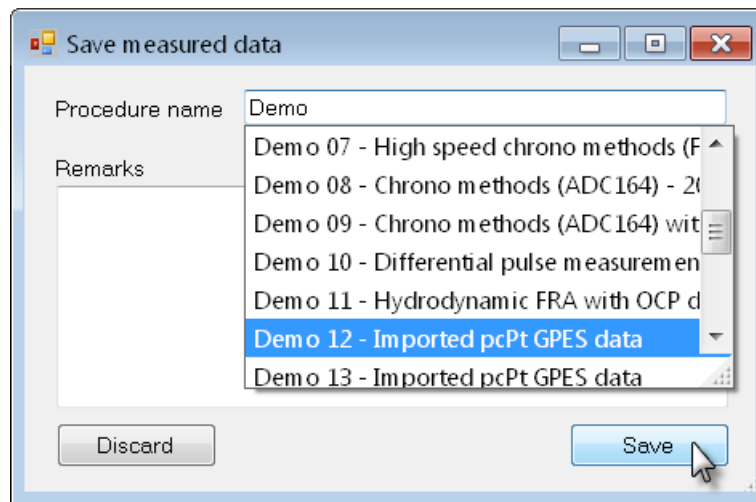 Save measured data
Procedure name Demo
Demo 07 - High speed chrono methods (F
Remarks
Demo 08 - Chrono methods (ADC164) - 20
Demo 09 - Chrono methods (ADC164) wit
Demo 10 - Differential pulse measuremen
Demo 11 - Hydrodynamic FRA with OCP d
Demo 12 - Imported pcPt GPES data
Demo 13 - Imported pcPt GPES data
Discard Save